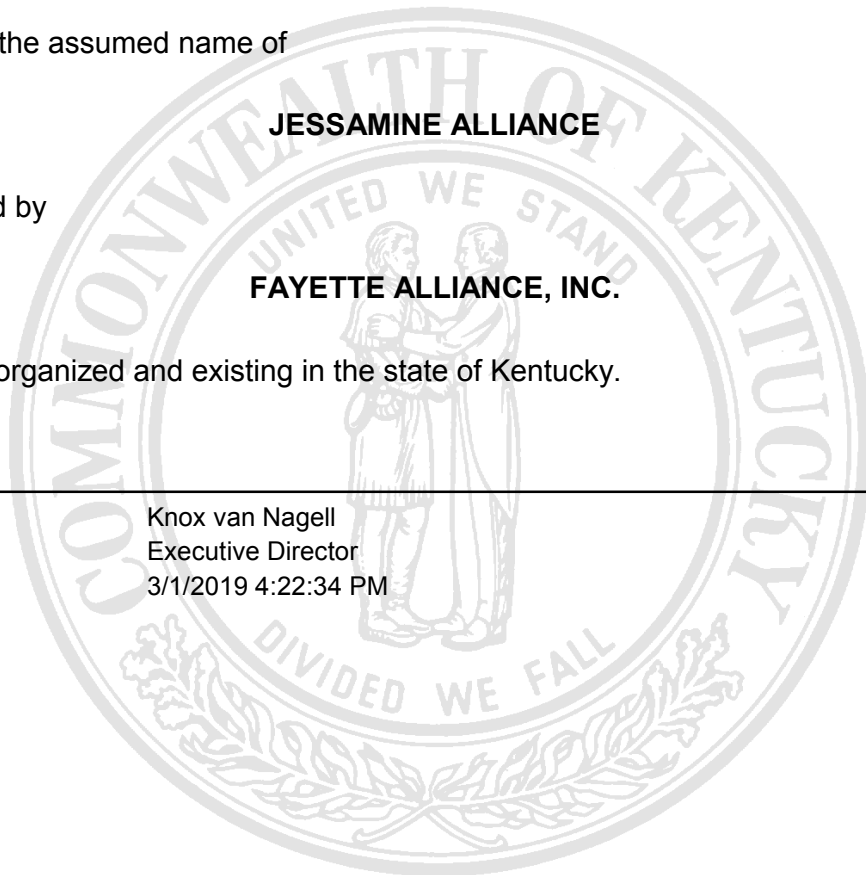 the assumed name of
JESSAMINE ALLIANCE
d by
FAYETTE ALLIANCE, INC.
organized and existing in the state of Kentucky.
Knox van Nagell
Executive Director
3/1/2019 4:22:34 PM
COMMONWEALTH OF KENTUCKY
UNITED WE STAND
DIVIDED WE FALL